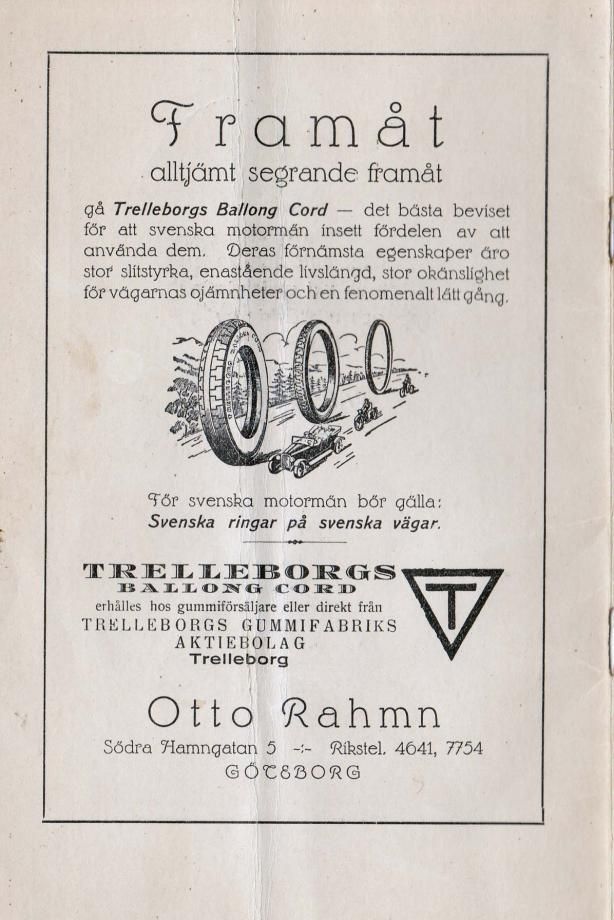 Framåt
alltjämt segrande framåt
gå Trelleborgs Ballong Cord — det bästa beviset
för att svenska motormän insett fördelen av att
använda dem. Deras förnämsta egenskaper äro
stor slitstyrka, enastående livslängd, stor okänslighet
för vägarnas ojämnheter och en fenomenalt lätt gång.
För svenska motormän bör gälla:
Svenska ringar på svenska vägar.
TRELLEBORGS
BALLONG CORD
erhålles hos gummiförsäljare eller direkt från
TRELLEBORGS GUMMIFABRIKS
AKTIEBOLAG
Trelleborg
T
Otto Rahmn
Södra Hamngatan 5 -:- Rikstel. 4641, 7754
GÖTEBORG